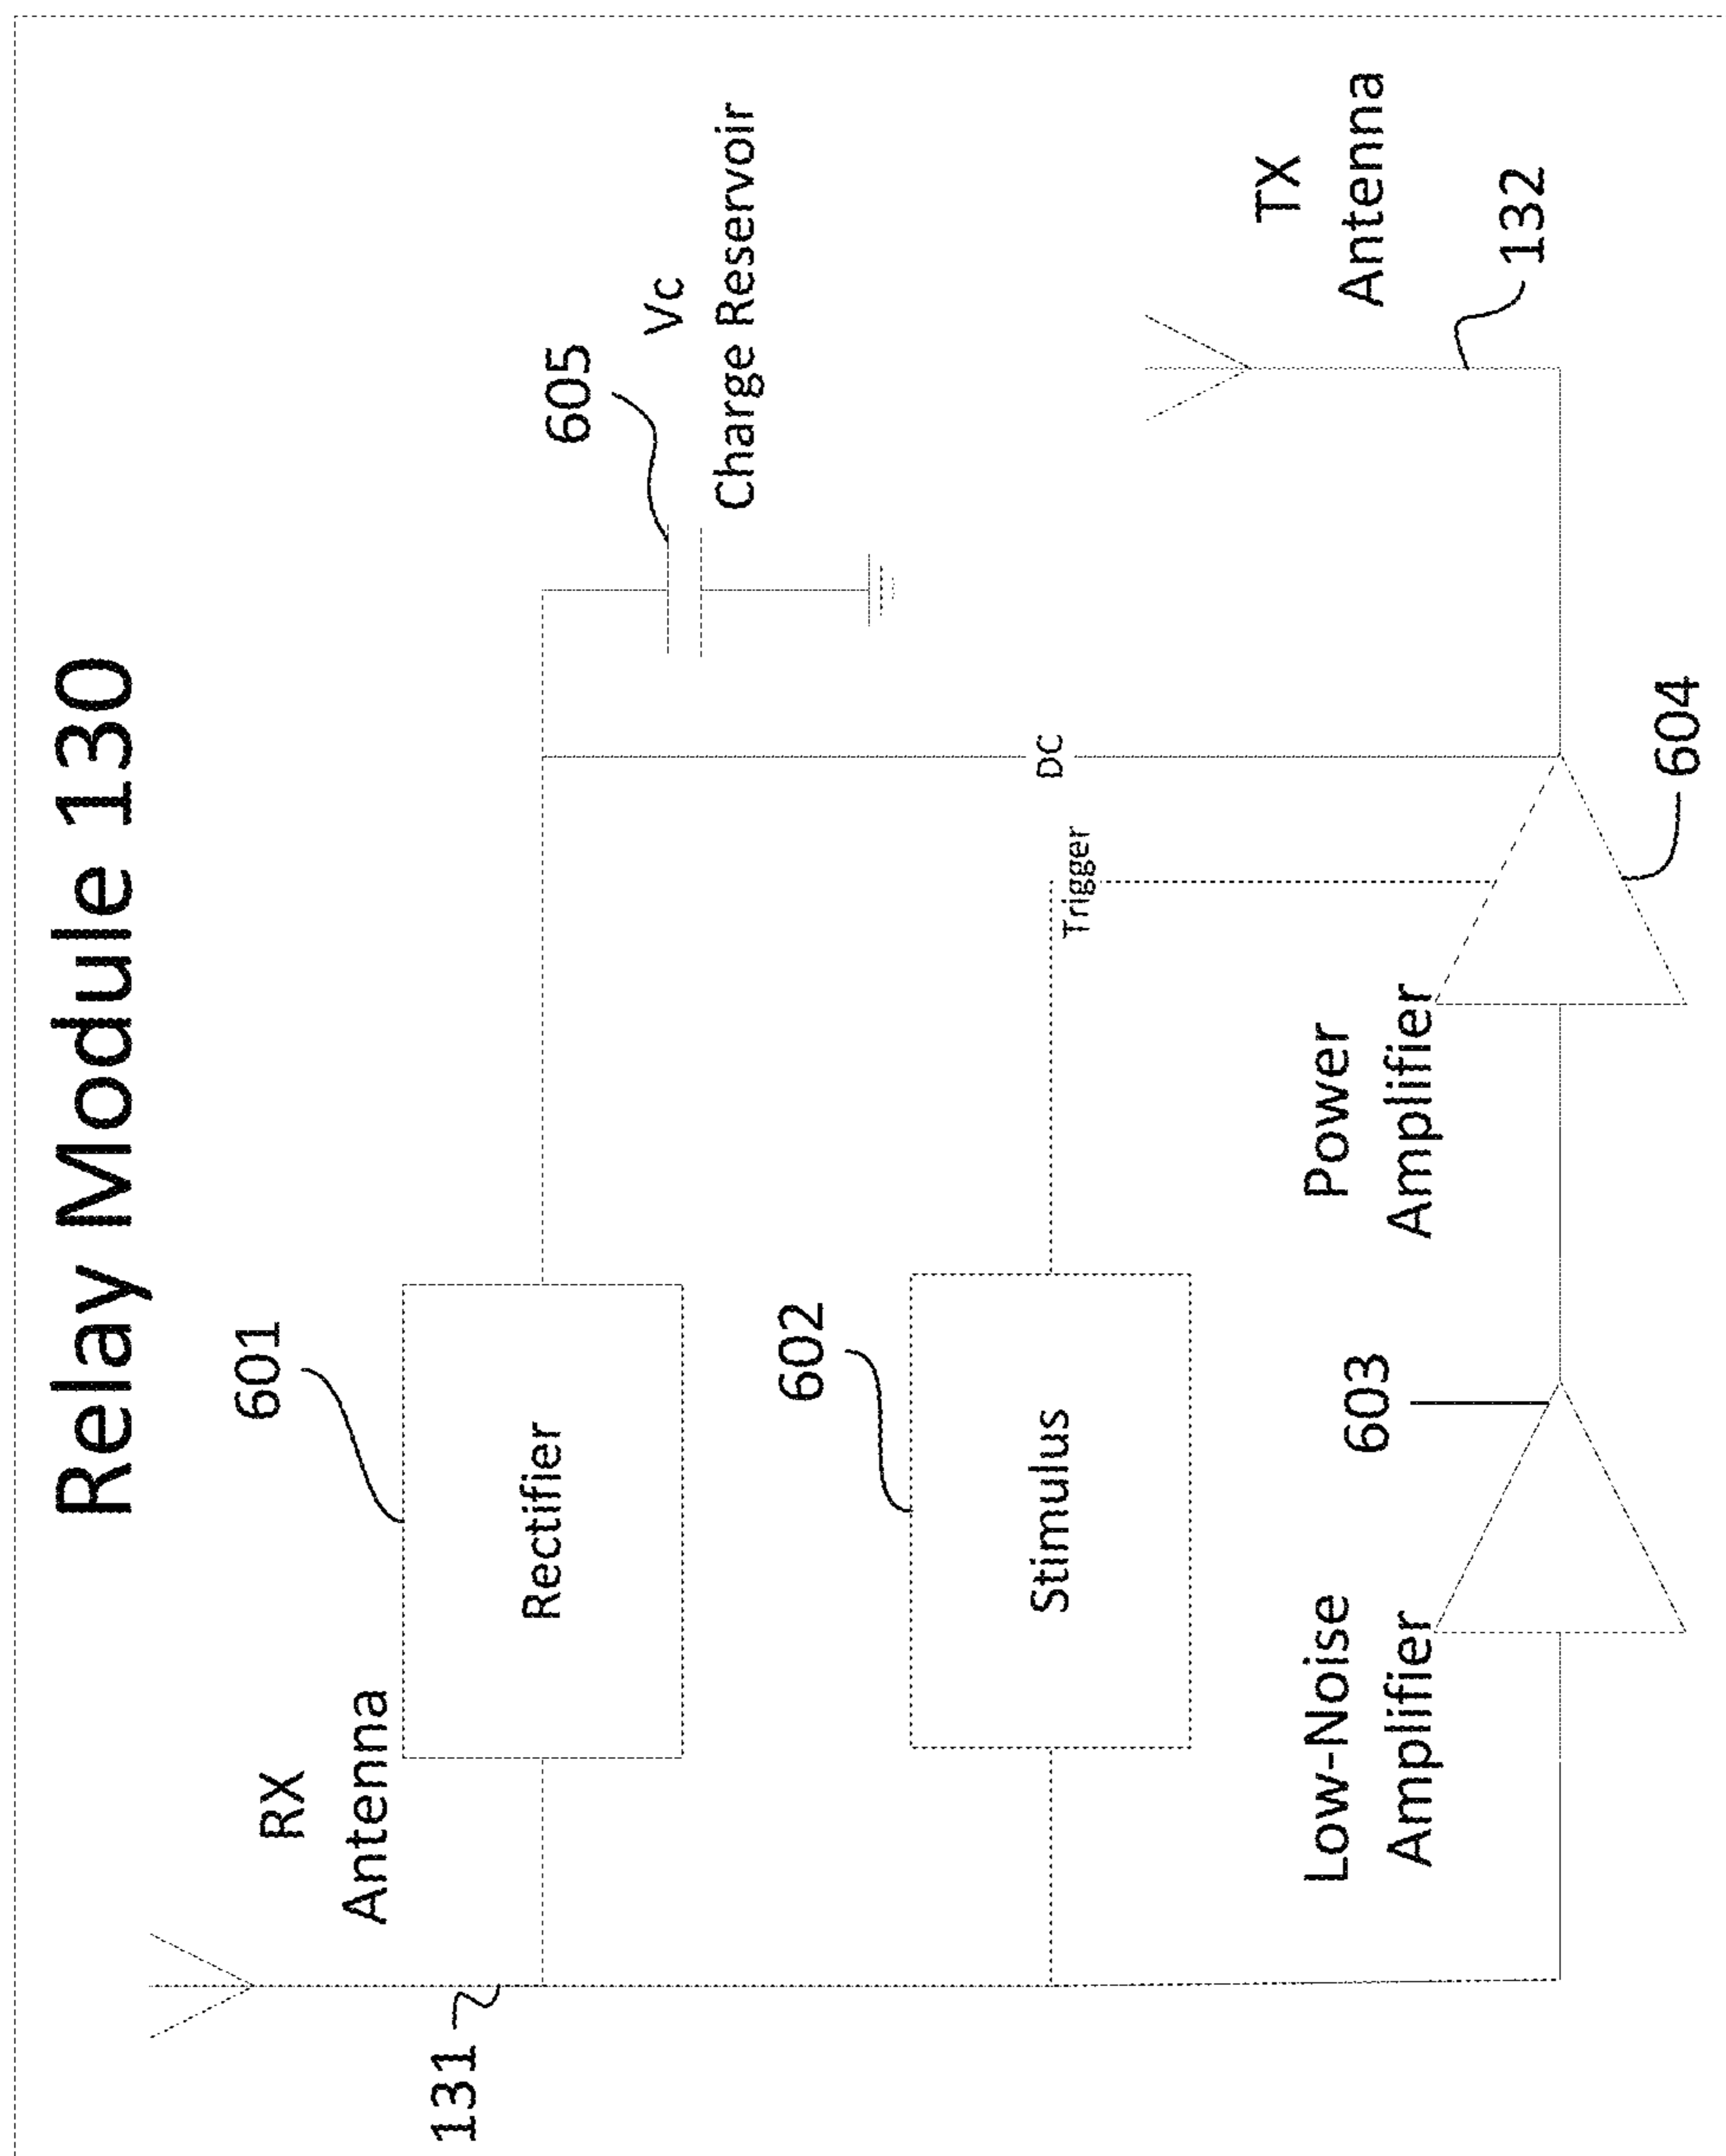 Relay Module 130
RX
Antenna
131
601
Rectifier
605
Vc
Charge Reservoir
602
Stimulus
Trigger
DC
TX
Antenna
132
Low-Noise
Amplifier
603
Power
Amplifier
604